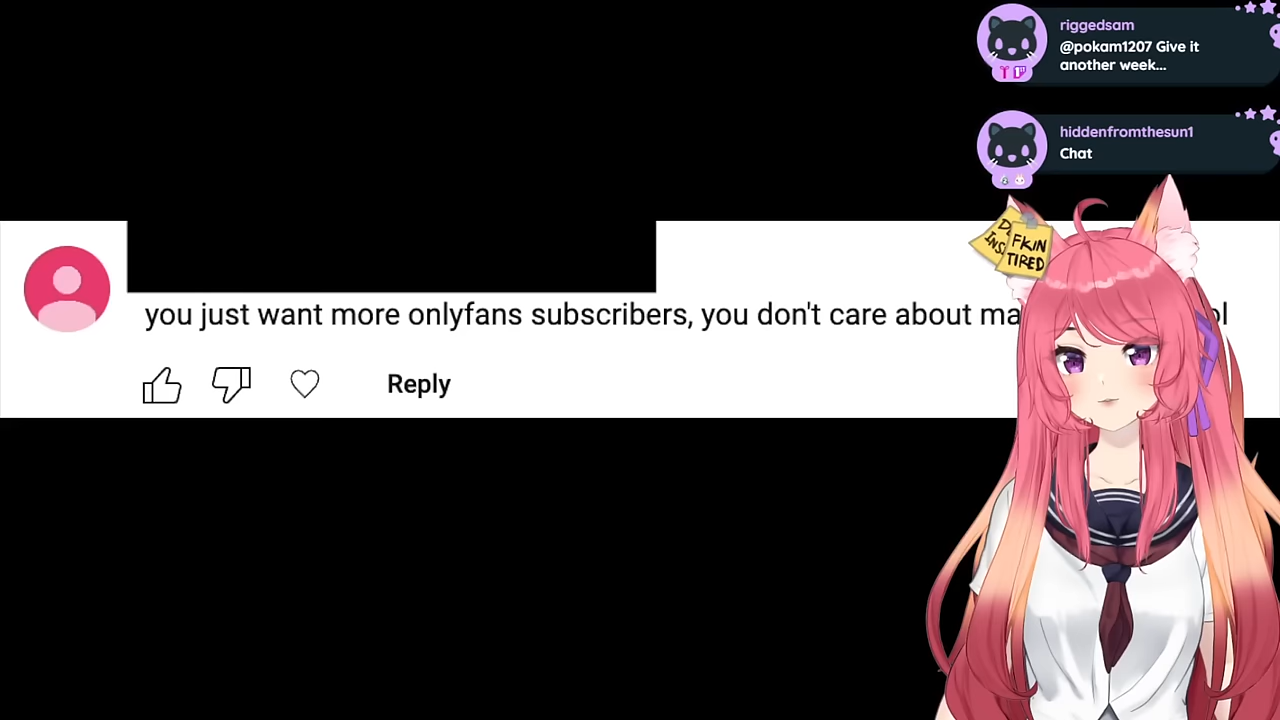 riggedsam
@pokam1207 Give it
another week...
hiddenfromthesun1
Chat
FKIN
TIRED
you just want more onlyfans subscribers, you don't care about
Reply